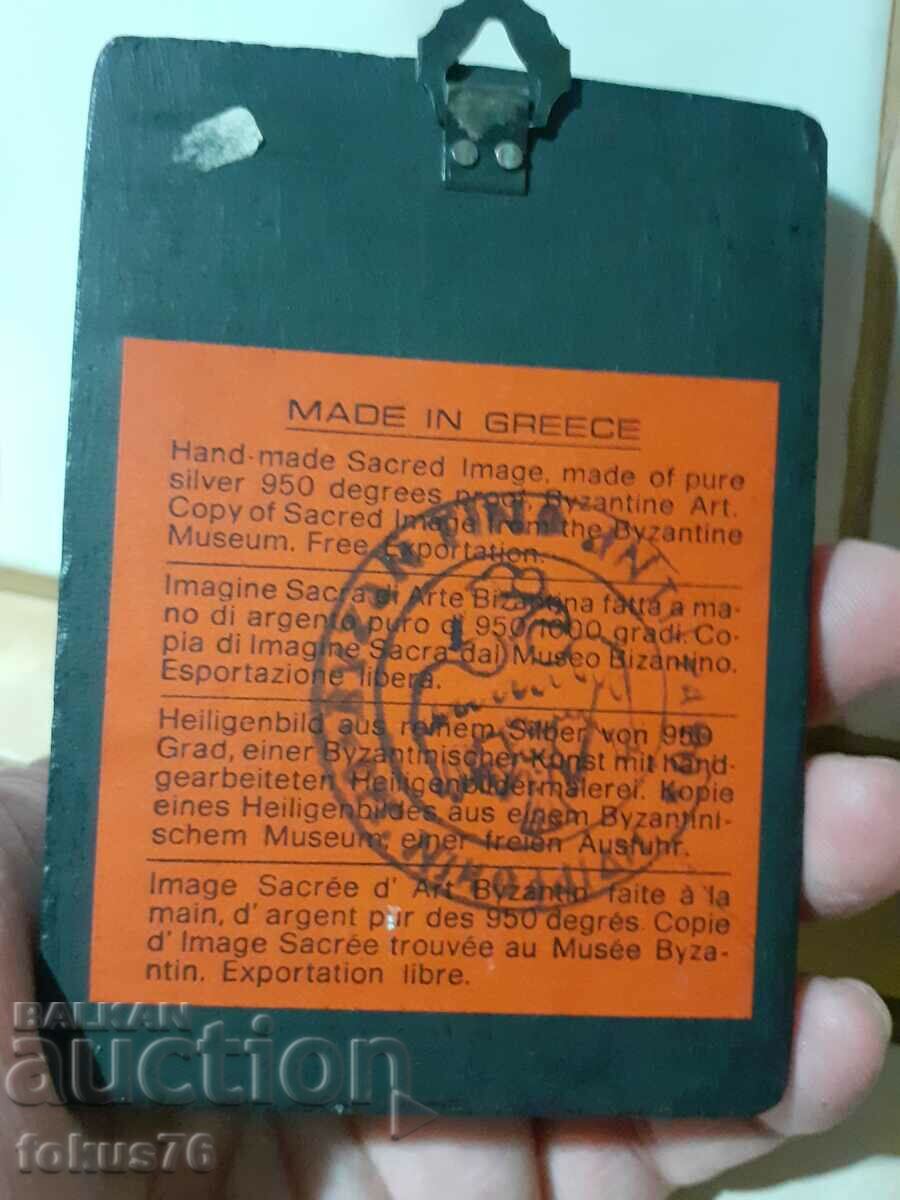 MADE IN GREECE
Hand-made Sacred Image, made of pure
silver 950 degrees proof. Byzantine Art.
Copy of Sacred Image from the Byzantine
Museum. Free Exportation.
Imagine Sacra di Arte Bizantina fatta a ma-
no di argento puro di 950/1000 gradi. Co-
pia di Imagine Sacra dal Museo Bizantino.
Esportazione libera.
Heiligenbild aus reinem Silber von 950
Grad, einer Byzantinischer Kunst mit hand-
gearbeiteten Heiligenbildermalerei. Kopie
eines Heiligenbildes aus einem Byzantini-
schem Museum, einer freien Ausfuhr.
Image Sacrée d' Art Byzantin faite à la
main, d' argent pur des 950 degrés. Copie
d' Image Sacrée trouvée au Musée Byza-
ntin. Exportation libre.
BALKAN
auction
fokus76